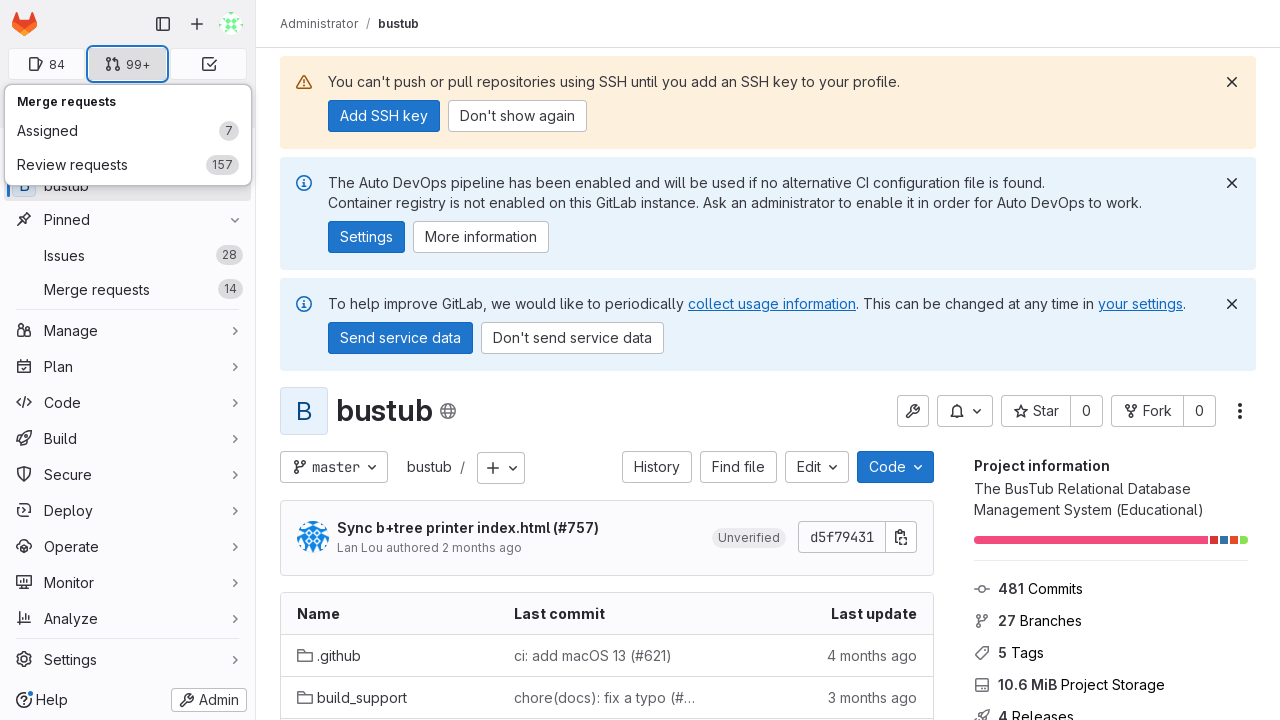 Administrator / bustub
84
99+
Merge requests
Assigned 7
Review requests 157
B bustub
Pinned
Issues 28
Merge requests 14
Manage
Plan
Code
Build
Secure
Deploy
Operate
Monitor
Analyze
Settings
Help
Admin
You can't push or pull repositories using SSH until you add an SSH key to your profile.
Add SSH key Don't show again
The Auto DevOps pipeline has been enabled and will be used if no alternative CI configuration file is found.
Container registry is not enabled on this GitLab instance. Ask an administrator to enable it in order for Auto DevOps to work.
Settings More information
To help improve GitLab, we would like to periodically collect usage information. This can be changed at any time in your settings.
Send service data Don't send service data
B bustub
Star 0 Fork 0
master bustub / History Find file Edit Code
Sync b+tree printer index.html (#757)
Lan Lou authored 2 months ago
Unverified d5f79431
Name Last commit Last update
.github ci: add macOS 13 (#621) 4 months ago
build_support chore(docs): fix a typo (#... 3 months ago
Project information
The BusTub Relational Database
Management System (Educational)
481 Commits
27 Branches
5 Tags
10.6 MiB Project Storage
4 Releases